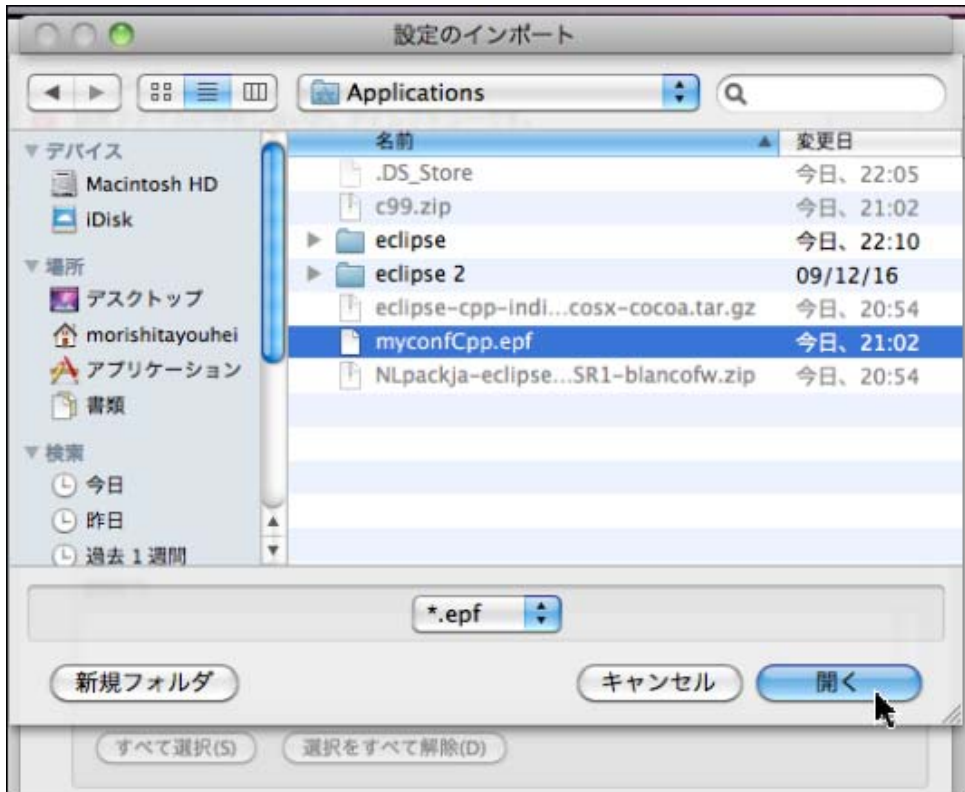 設定のインポート
Applications
名前 変更日
デバイス
Macintosh HD
iDisk
場所
デスクトップ
morishitayouhei
アプリケーション
書類
検索
今日
昨日
過去 1 週間
.DS_Store 今日、22:05
c99.zip 今日、21:02
eclipse 今日、22:10
eclipse 2 09/12/16
eclipse-cpp-indi...cosx-cocoa.tar.gz 今日、20:54
myconfCpp.epf 今日、21:02
NLpackja-eclipse...SR1-blancofw.zip 今日、20:54
*.epf
新規フォルダ キャンセル 開く
すべて選択(S) 選択をすべて解除(D)